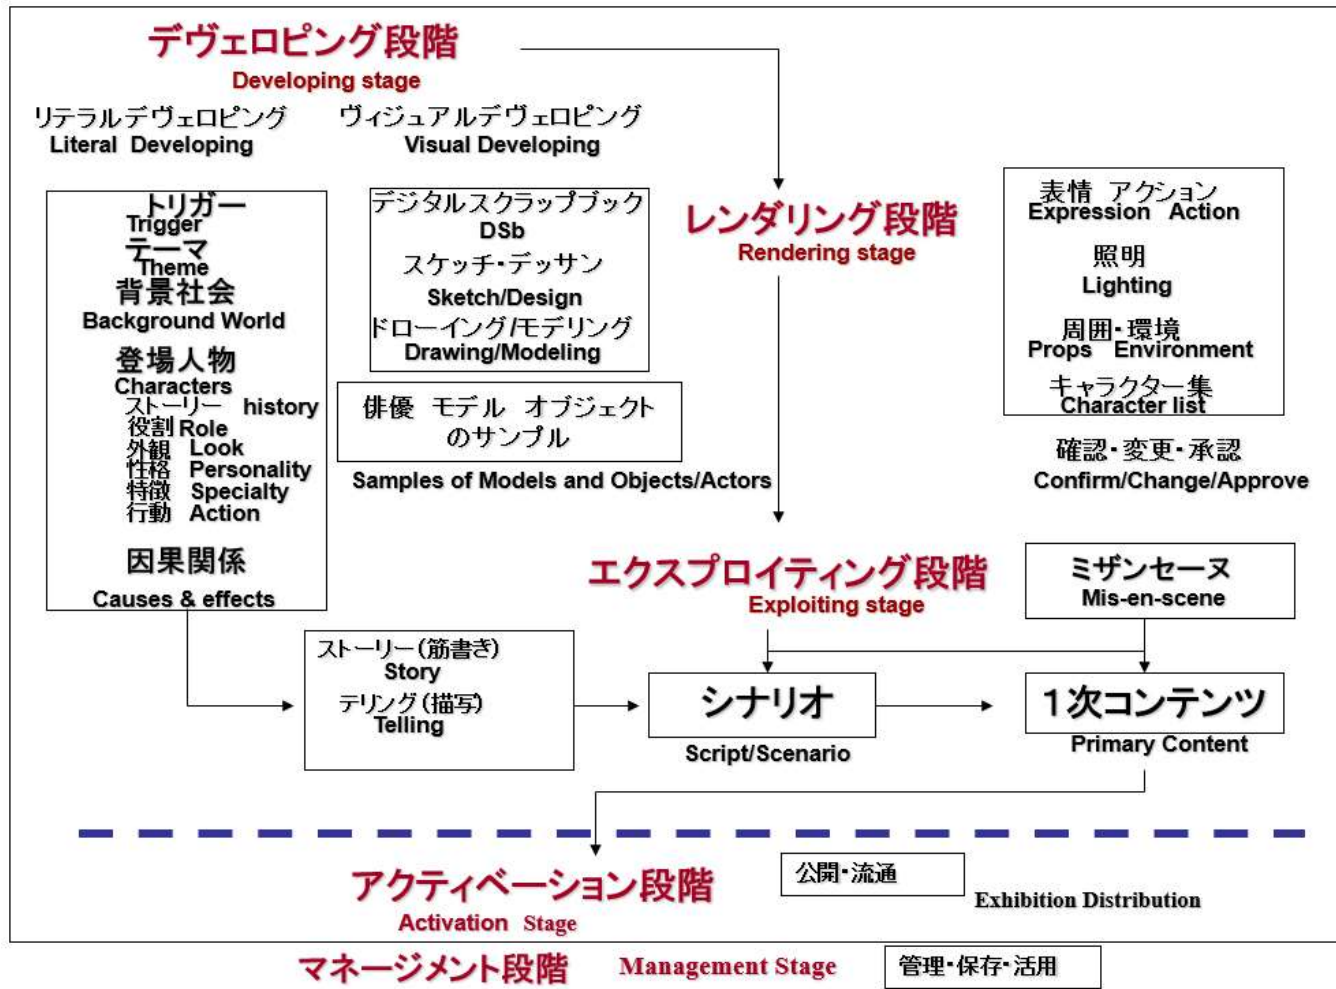 デヴェロピング段階
Developing stage
リテラルデヴェロピング
Literal Developing
ヴィジュアルデヴェロピング
Visual Developing
トリガー
Trigger
テーマ
Theme
背景社会
Background World
登場人物
Characters
ストーリー history
役割 Role
外観 Look
性格 Personality
特徴 Specialty
行動 Action
因果関係
Causes & effects
デジタルスクラップブック
DSb
スケッチ・デッサン
Sketch/Design
ドローイング/モデリング
Drawing/Modeling
俳優 モデル オブジェクト
のサンプル
Samples of Models and Objects/Actors
レンダリング段階
Rendering stage
表情 アクション
Expression Action
照明
Lighting
周囲・環境
Props Environment
キャラクター集
Character list
確認・変更・承認
Confirm/Change/Approve
エクスプロイティング段階
Exploiting stage
ミザンセーヌ
Mis-en-scene
ストーリー(筋書き)
Story
テリング(描写)
Telling
シナリオ
Script/Scenario
1次コンテンツ
Primary Content
アクティベーション段階
Activation Stage
公開・流通
Exhibition Distribution
マネージメント段階
Management Stage
管理・保存・活用